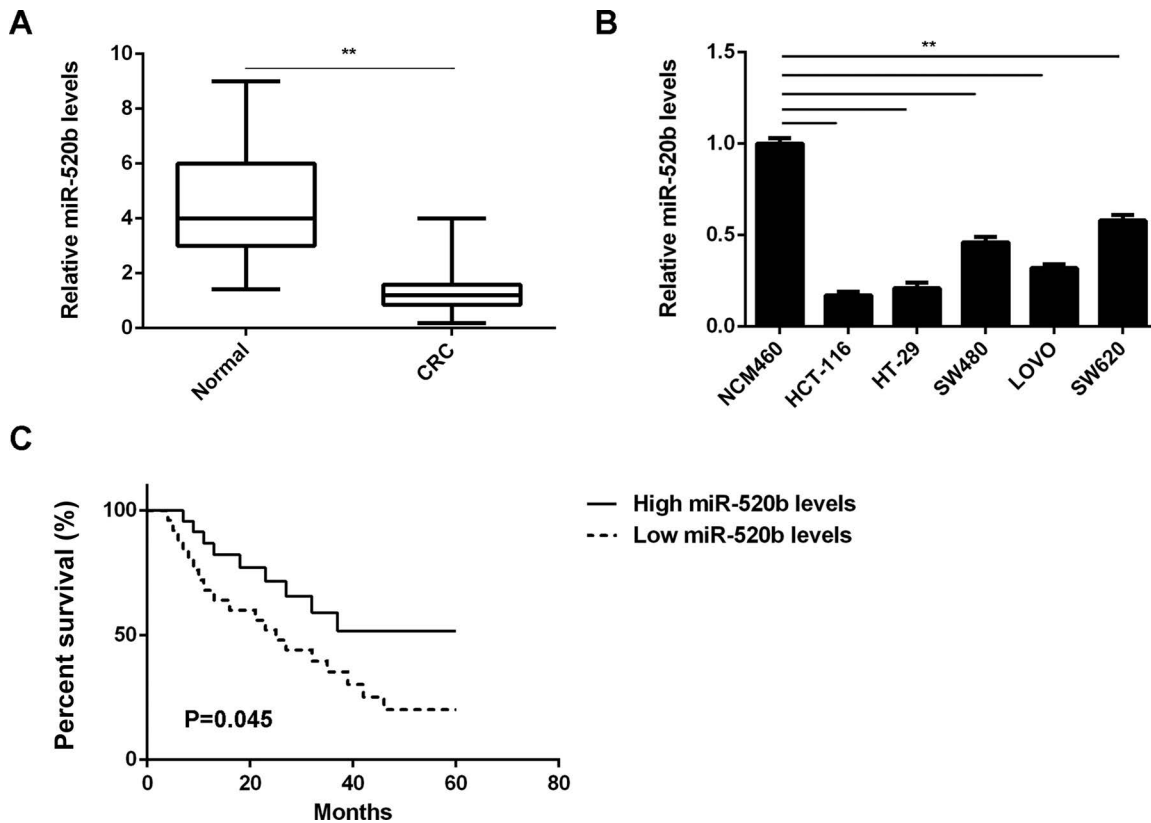 A
Relative miR-520b levels
10
8
6
4
2
0
**
Normal
CRC
B
Relative miR-520b levels
1.5
1.0
0.5
0.0
**
NCM460
HCT-116
HT-29
SW480
LOVO
SW620
C
Percent survival (%)
100
50
0
P=0.045
0
20
40
60
80
Months
High miR-520b levels
Low miR-520b levels